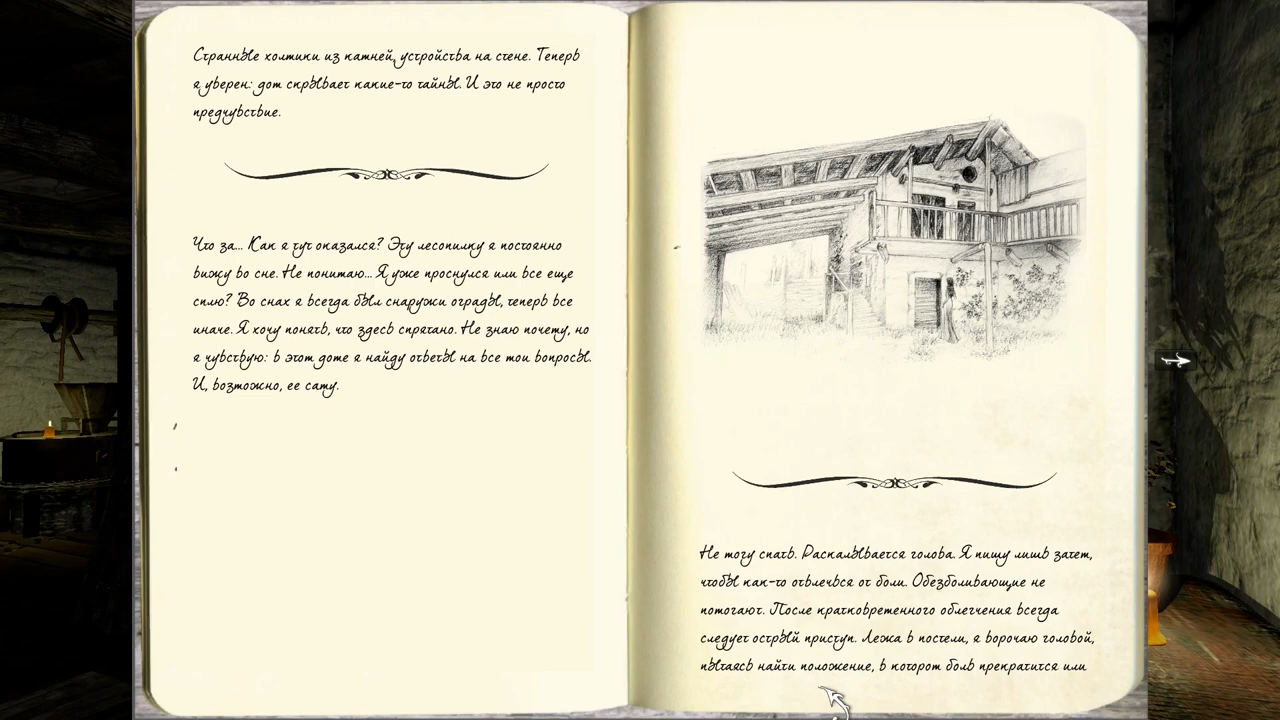 Странные холмики из камней, устройства на стене. Теперь
я уверен: дом скрывает какие-то тайны. И это не просто
предчувствие.
Что за... Как я тут оказался? Эту лесопилку я постоянно
вижу во сне. Не понимаю... Я уже проснулся или все еще
сплю? Во снах я всегда был снаружи ограды, теперь все
иначе. Я хочу понять, что здесь спрятано. Не знаю почему, но
я чувствую: в этом доме я найду ответы на все мои вопросы.
И, возможно, ее саму.
Не могу спать. Раскалывается голова. Я пишу лишь затем,
чтобы как-то отвлечься от боли. Обезболивающие не
помогают. После кратковременного облегчения всегда
следует острый приступ. Лежа в постели, я ворочаю головой,
пытаясь найти положение, в котором боль прекратится или